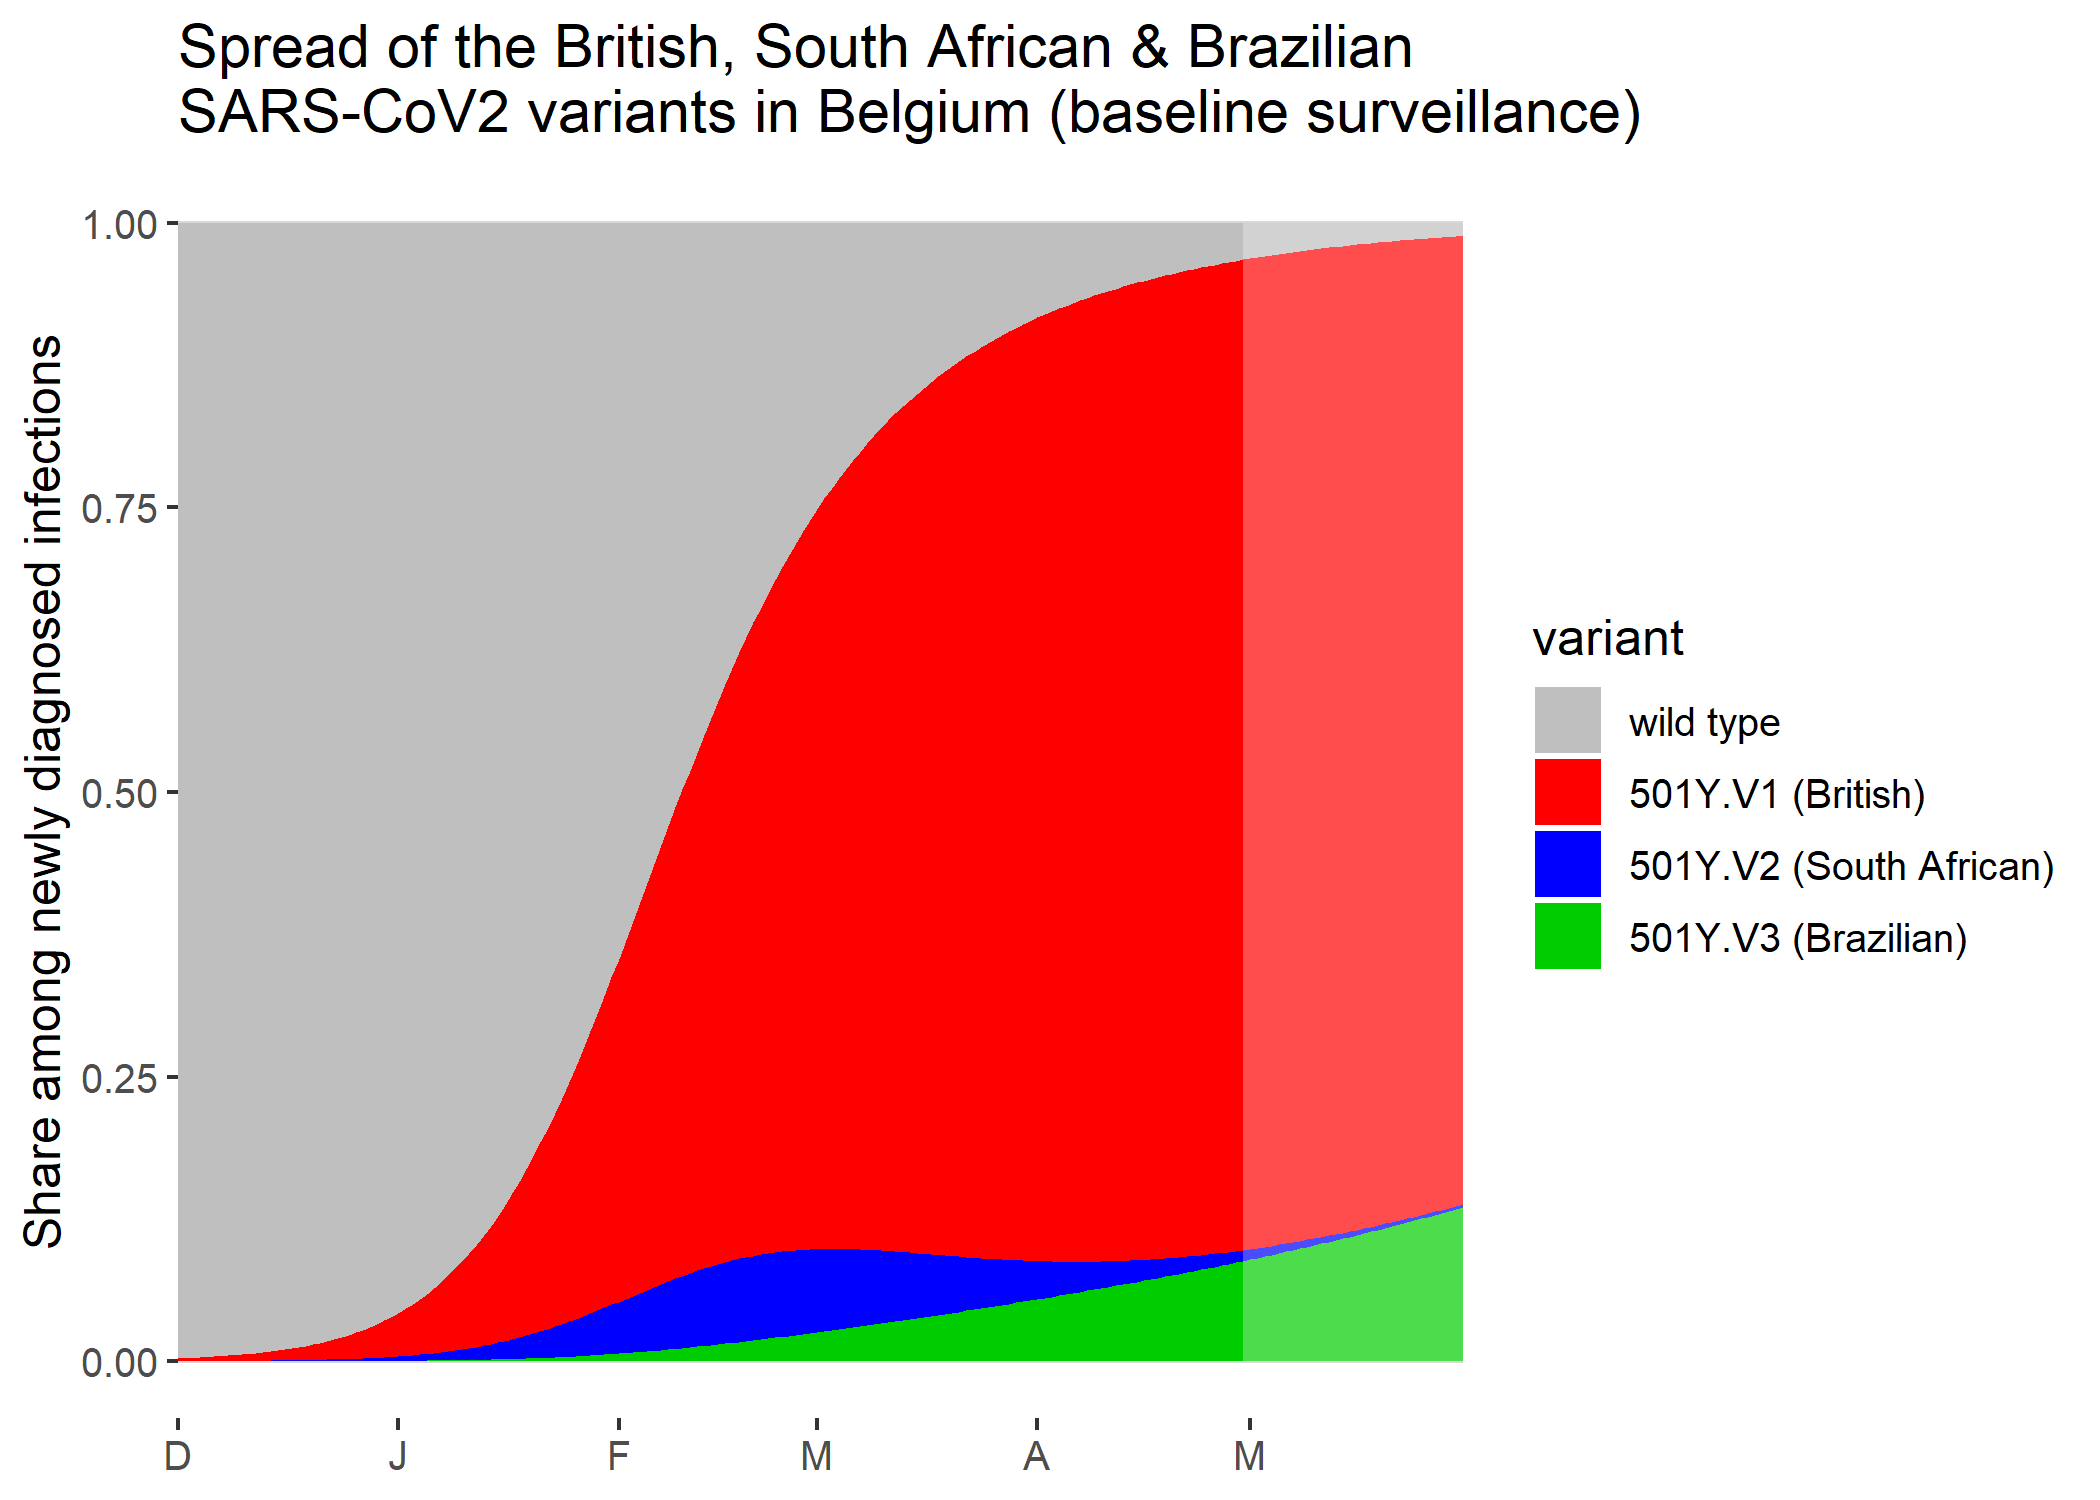 Spread of the British, South African & Brazilian
SARS-CoV2 variants in Belgium (baseline surveillance)
Share among newly diagnosed infections
1.00
0.75
0.50
0.25
0.00
D
J
F
M
A
M
variant
wild type
501Y.V1 (British)
501Y.V2 (South African)
501Y.V3 (Brazilian)